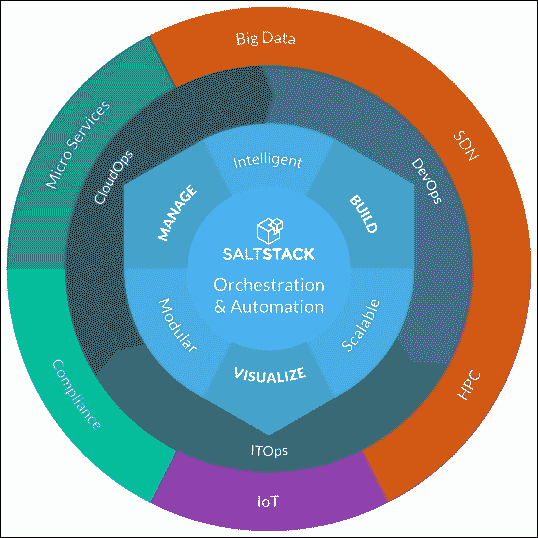 Big Data
Micro Services
SDN
CloudOps
DevOps
Intelligent
MANAGE
BUILD
SALTSTACK
Orchestration
& Automation
Modular
Scalable
VISUALIZE
Compliance
HPC
ITOps
IoT